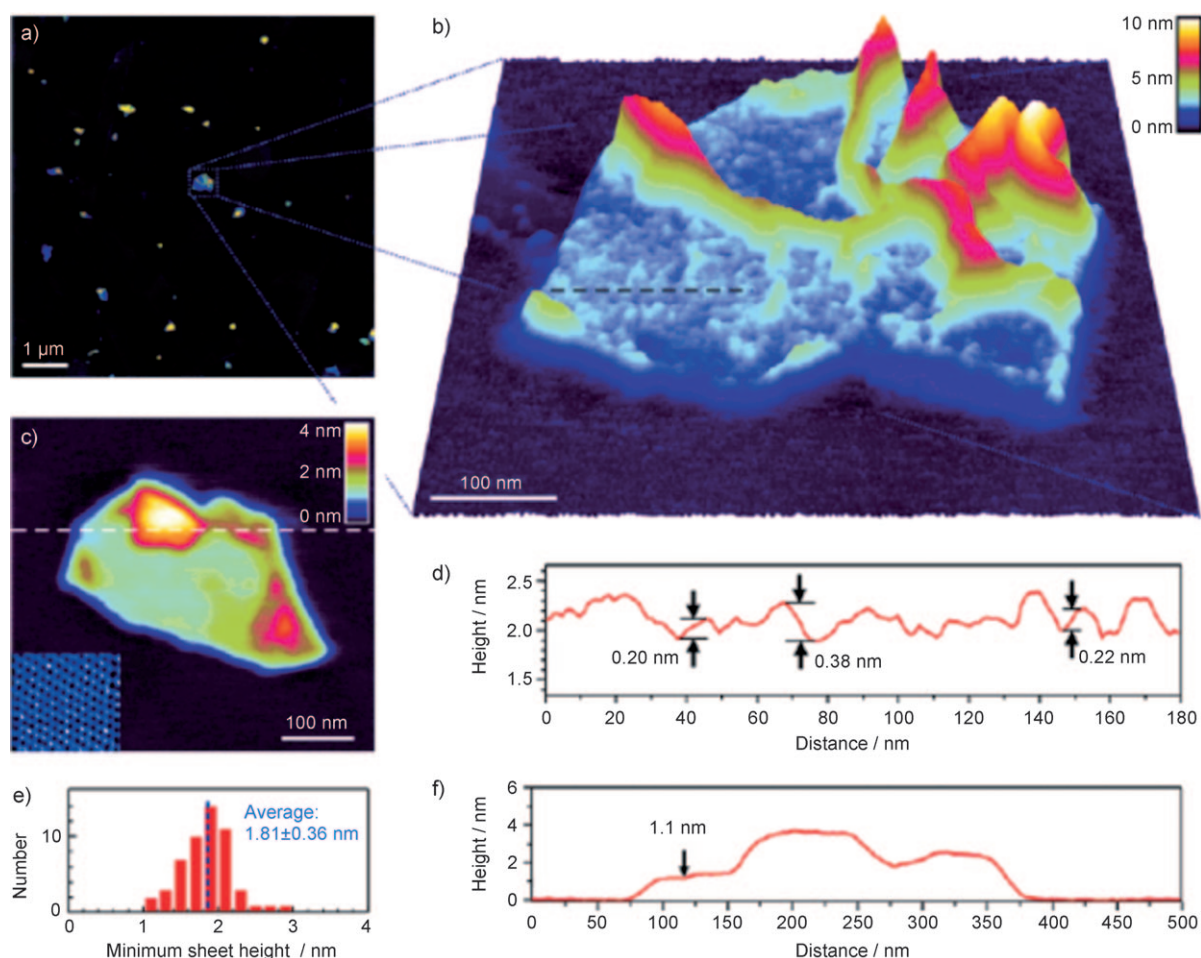 a)
1 µm
b)
10 nm
5 nm
0 nm
100 nm
c)
4 nm
2 nm
0 nm
100 nm
d)
Height / nm
2.5
2.0
1.5
0.20 nm
0.38 nm
0.22 nm
0 20 40 60 80 100 120 140 160 180
Distance / nm
e)
Number
10
0
Average:
1.81±0.36 nm
0 1 2 3 4
Minimum sheet height / nm
f)
Height / nm
6
4
2
0
1.1 nm
0 25 50 75 100 150 200 250 300 350 400 450 500
Distance / nm